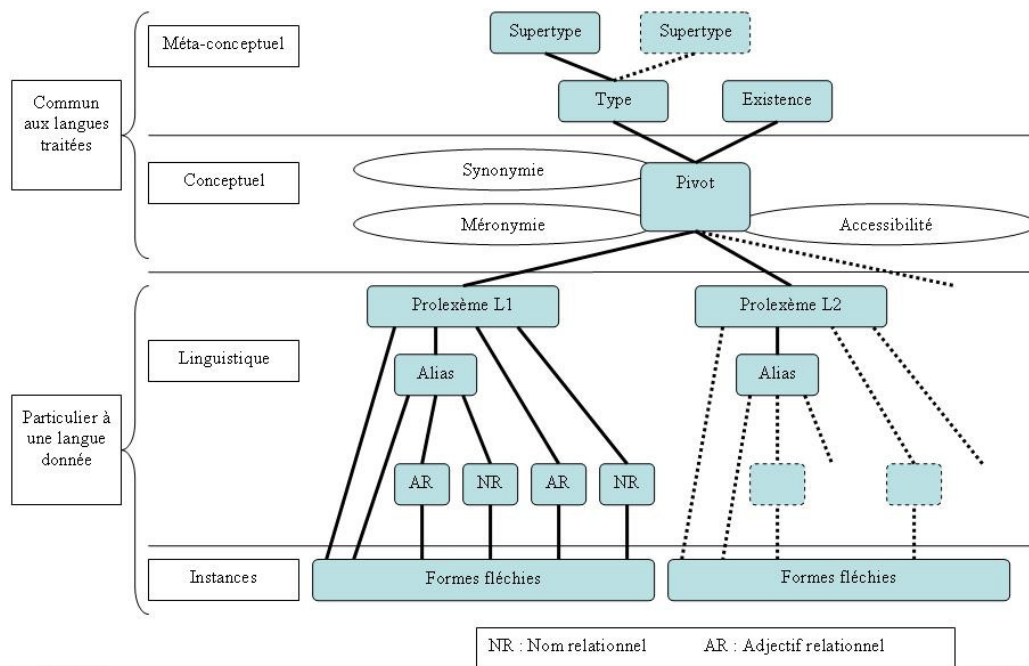 Supertype
Supertype
Méta-conceptuel
Type
Existence
Commun
aux langues
traitées
Conceptuel
Synonymie
Pivot
Méronymie
Accessibilité
Prolexème L1
Prolexème L2
Linguistique
Alias
Alias
Particulier à
une langue
donnée
AR
NR
AR
NR
Instances
Formes fléchies
Formes fléchies
NR : Nom relationnel AR : Adjectif relationnel